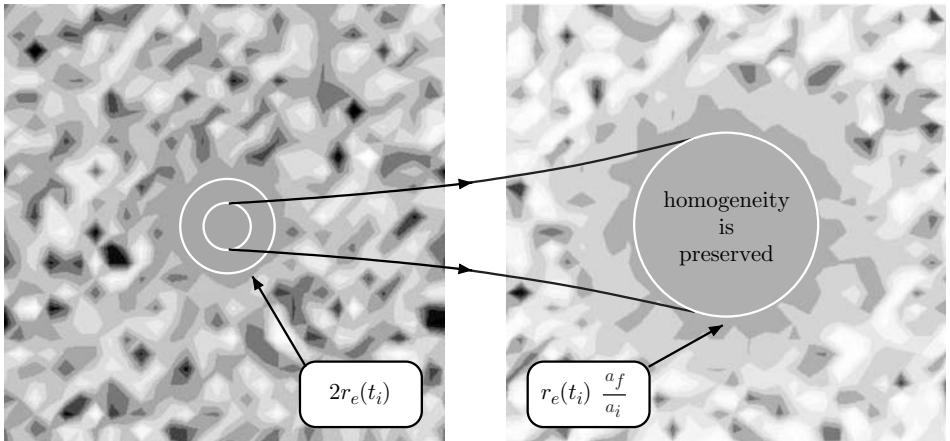 homogeneity
is
preserved
2r_e(t_i)
r_e(t_i) a_f/a_i